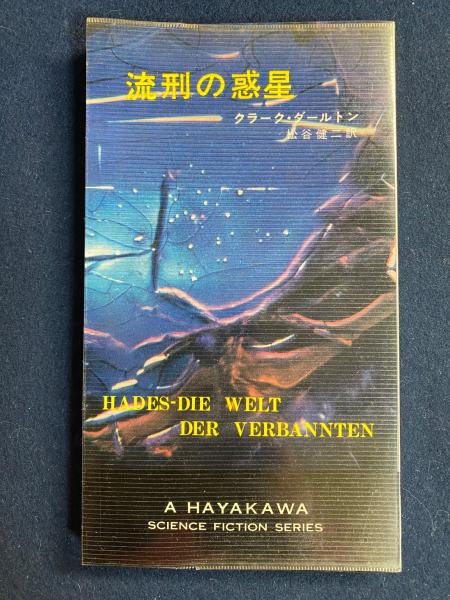 流刑の惑星
クラーク・ダールトン
松谷健二訳
HADES-DIE WELT
DER VERBANNTEN
A HAYAKAWA
SCIENCE FICTION SERIES